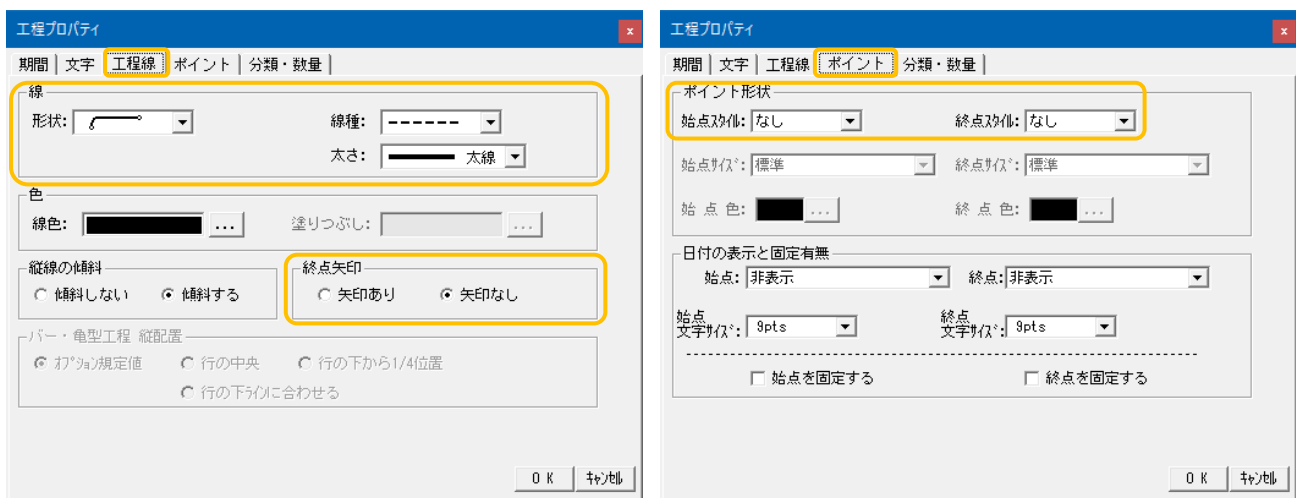 工程プロパティ
x
期間 文字 工程線 ポイント 分類・数量
線
形状:
線種:
太さ: 太線
色
線色: ...
塗りつぶし: ...
縦線の傾斜
傾斜しない 傾斜する
終点矢印
矢印あり 矢印なし
バー・亀型工程 縦配置
ｵﾌﾟｼｮﾝ規定値 行の中央 行の下から1/4位置
行の下ﾗｲﾝに合わせる
ＯＫ ｷｬﾝｾﾙ
工程プロパティ
x
期間 文字 工程線 ポイント 分類・数量
ポイント形状
始点ｽﾀｲﾙ: なし 終点ｽﾀｲﾙ: なし
始点ｻｲｽﾞ: 標準 終点ｻｲｽﾞ: 標準
始 点 色: ... 終 点 色: ...
日付の表示と固定有無
始点: 非表示 終点: 非表示
始点文字ｻｲｽﾞ: 9pts 終点文字ｻｲｽﾞ: 9pts
始点を固定する 終点を固定する
ＯＫ ｷｬﾝｾﾙ